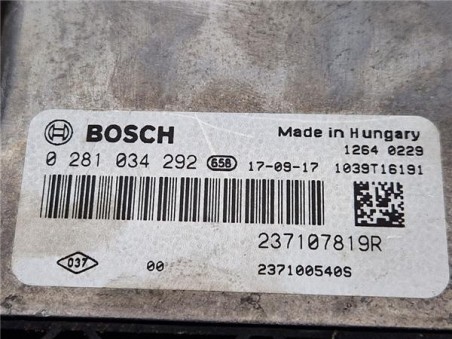 BOSCH Made in Hungary
1264 0229
0 281 034 292 658 17-09-17 1039T16191
237107819R
037 00 237100540S